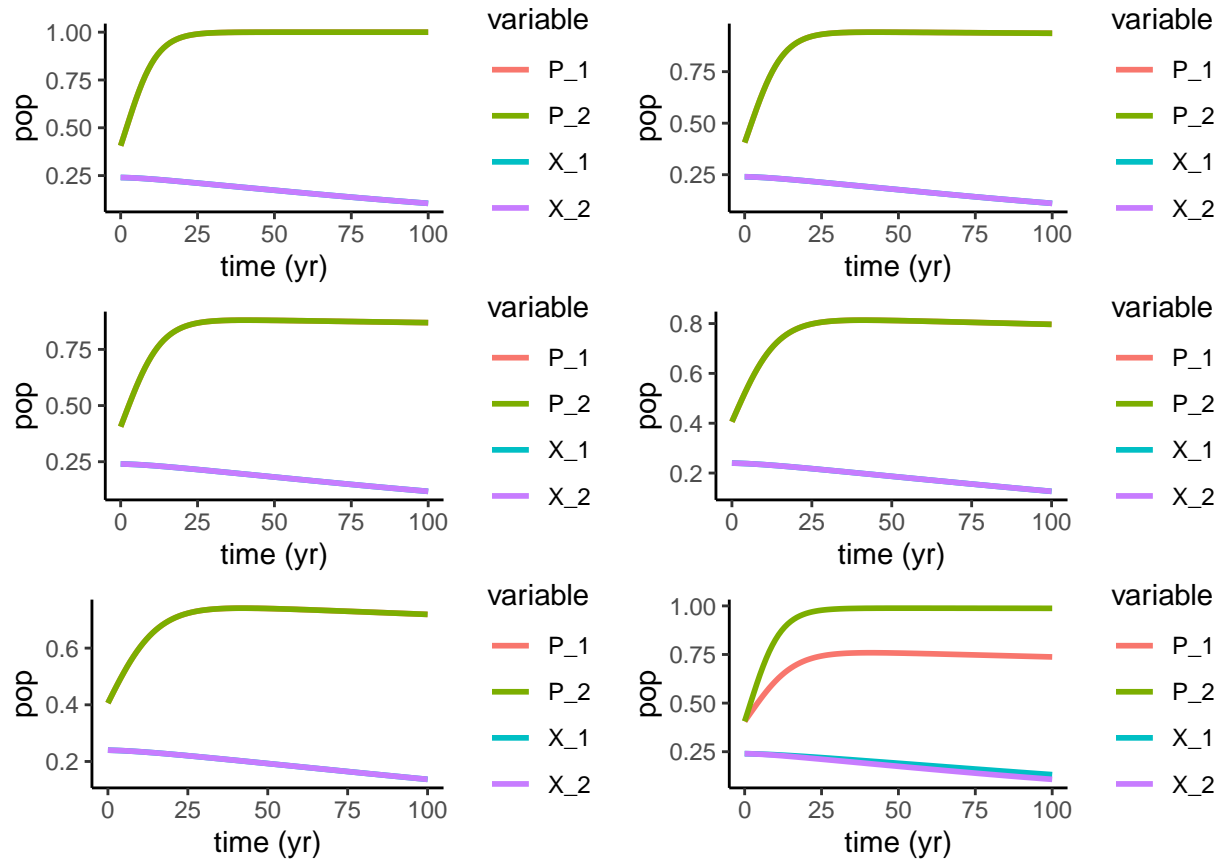 pop
1.00
0.75
0.50
0.25
0
25
50
75
100
time (yr)
variable
P_1
P_2
X_1
X_2
pop
0.75
0.50
0.25
0
25
50
75
100
time (yr)
variable
P_1
P_2
X_1
X_2
pop
0.75
0.50
0.25
0
25
50
75
100
time (yr)
variable
P_1
P_2
X_1
X_2
pop
0.8
0.6
0.4
0.2
0
25
50
75
100
time (yr)
variable
P_1
P_2
X_1
X_2
pop
0.6
0.4
0.2
0
25
50
75
100
time (yr)
variable
P_1
P_2
X_1
X_2
pop
1.00
0.75
0.50
0.25
0
25
50
75
100
time (yr)
variable
P_1
P_2
X_1
X_2